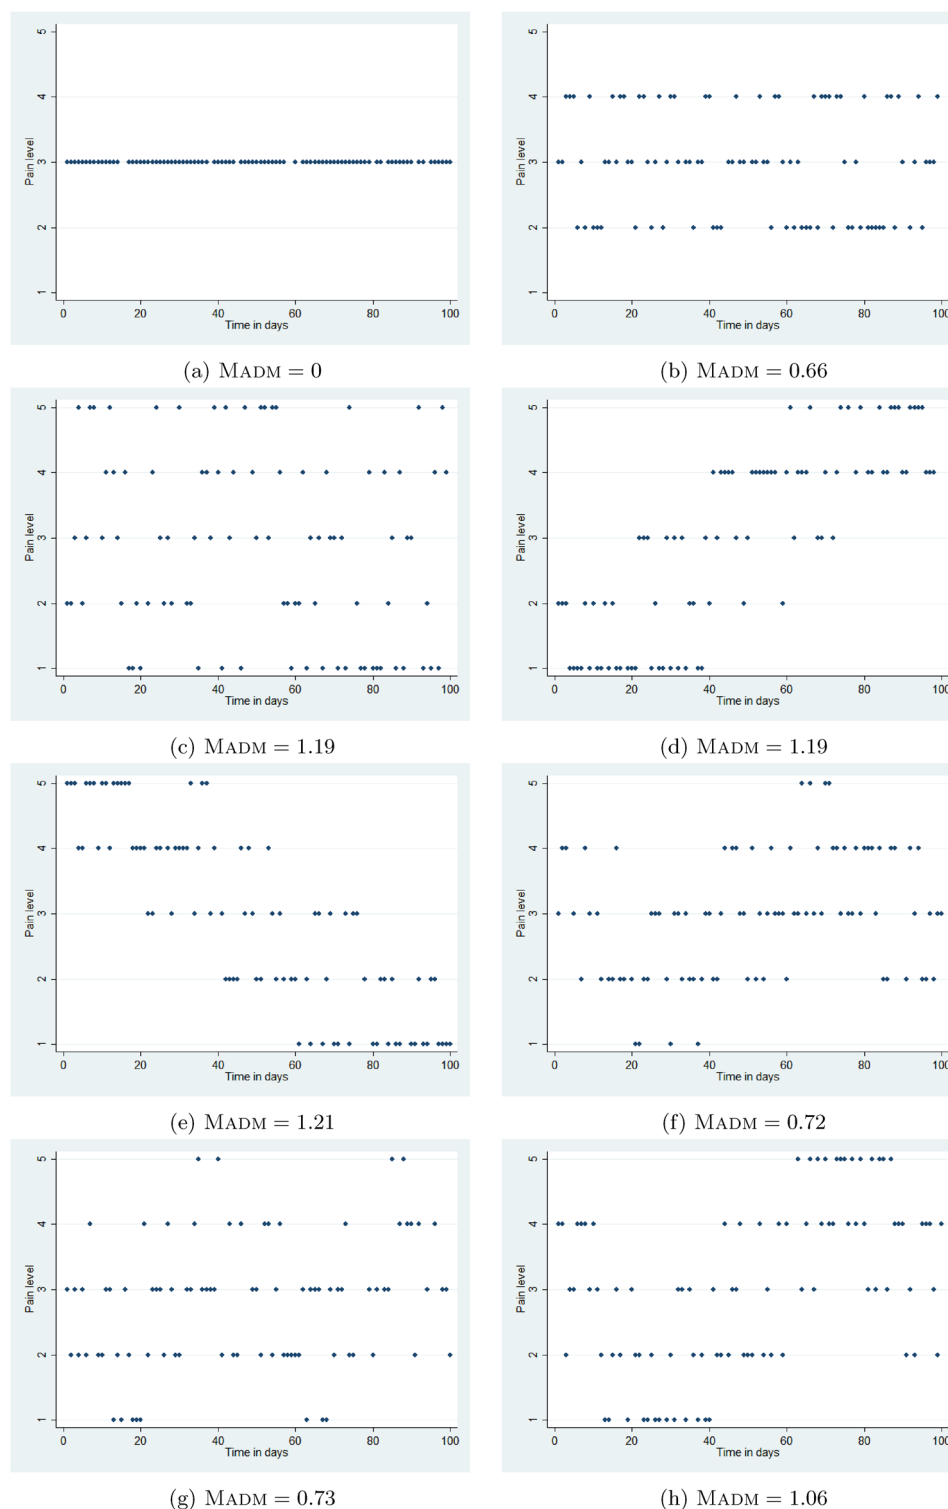 5
4
3
2
1
Pain level
0 20 40 60 80 100
Time in days
(a) MADM = 0
5
4
3
2
1
Pain level
0 20 40 60 80 100
Time in days
(b) MADM = 0.66
5
4
3
2
1
Pain level
0 20 40 60 80 100
Time in days
(c) MADM = 1.19
5
4
3
2
1
Pain level
0 20 40 60 80 100
Time in days
(d) MADM = 1.19
5
4
3
2
1
Pain level
0 20 40 60 80 100
Time in days
(e) MADM = 1.21
5
4
3
2
1
Pain level
0 20 40 60 80 100
Time in days
(f) MADM = 0.72
5
4
3
2
1
Pain level
0 20 40 60 80 100
Time in days
(g) MADM = 0.73
5
4
3
2
1
Pain level
0 20 40 60 80 100
Time in days
(h) MADM = 1.06